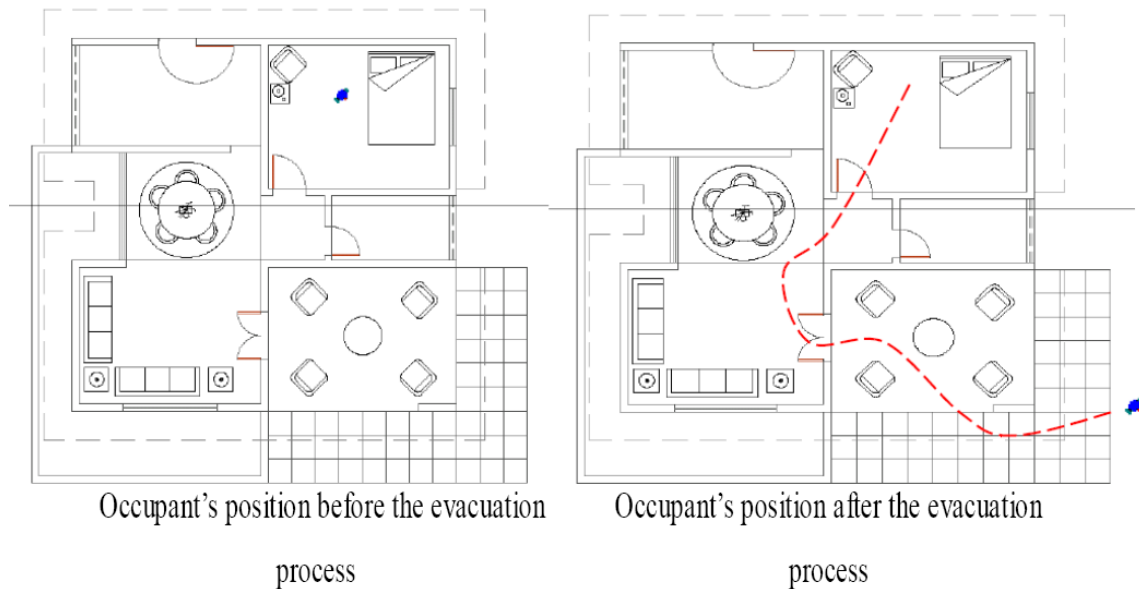 Occupant's position before the evacuation
process
Occupant's position after the evacuation
process